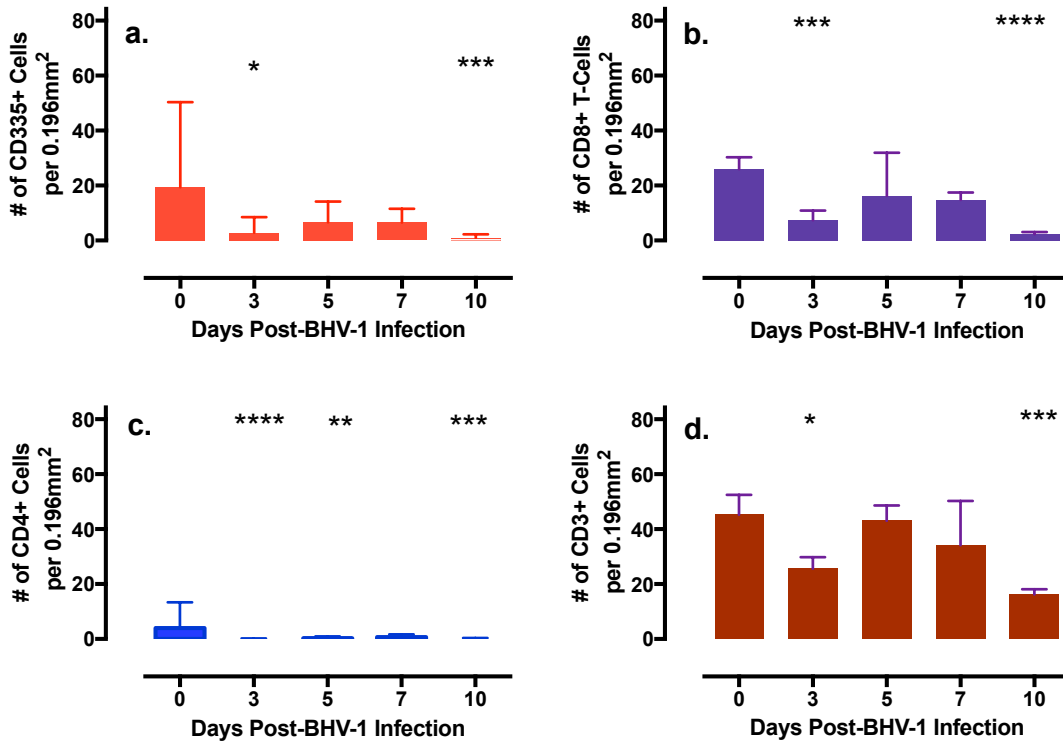 a.
# of CD335+ Cells
per 0.196mm²
80
60
40
20
0
* ***
0 3 5 7 10
Days Post-BHV-1 Infection
b.
# of CD8+ T-Cells
per 0.196mm²
80
60
40
20
0
*** ****
0 3 5 7 10
Days Post-BHV-1 Infection
c.
# of CD4+ Cells
per 0.196mm²
80
60
40
20
0
**** ** ***
0 3 5 7 10
Days Post-BHV-1 Infection
d.
# of CD3+ Cells
per 0.196mm²
80
60
40
20
0
* ***
0 3 5 7 10
Days Post-BHV-1 Infection